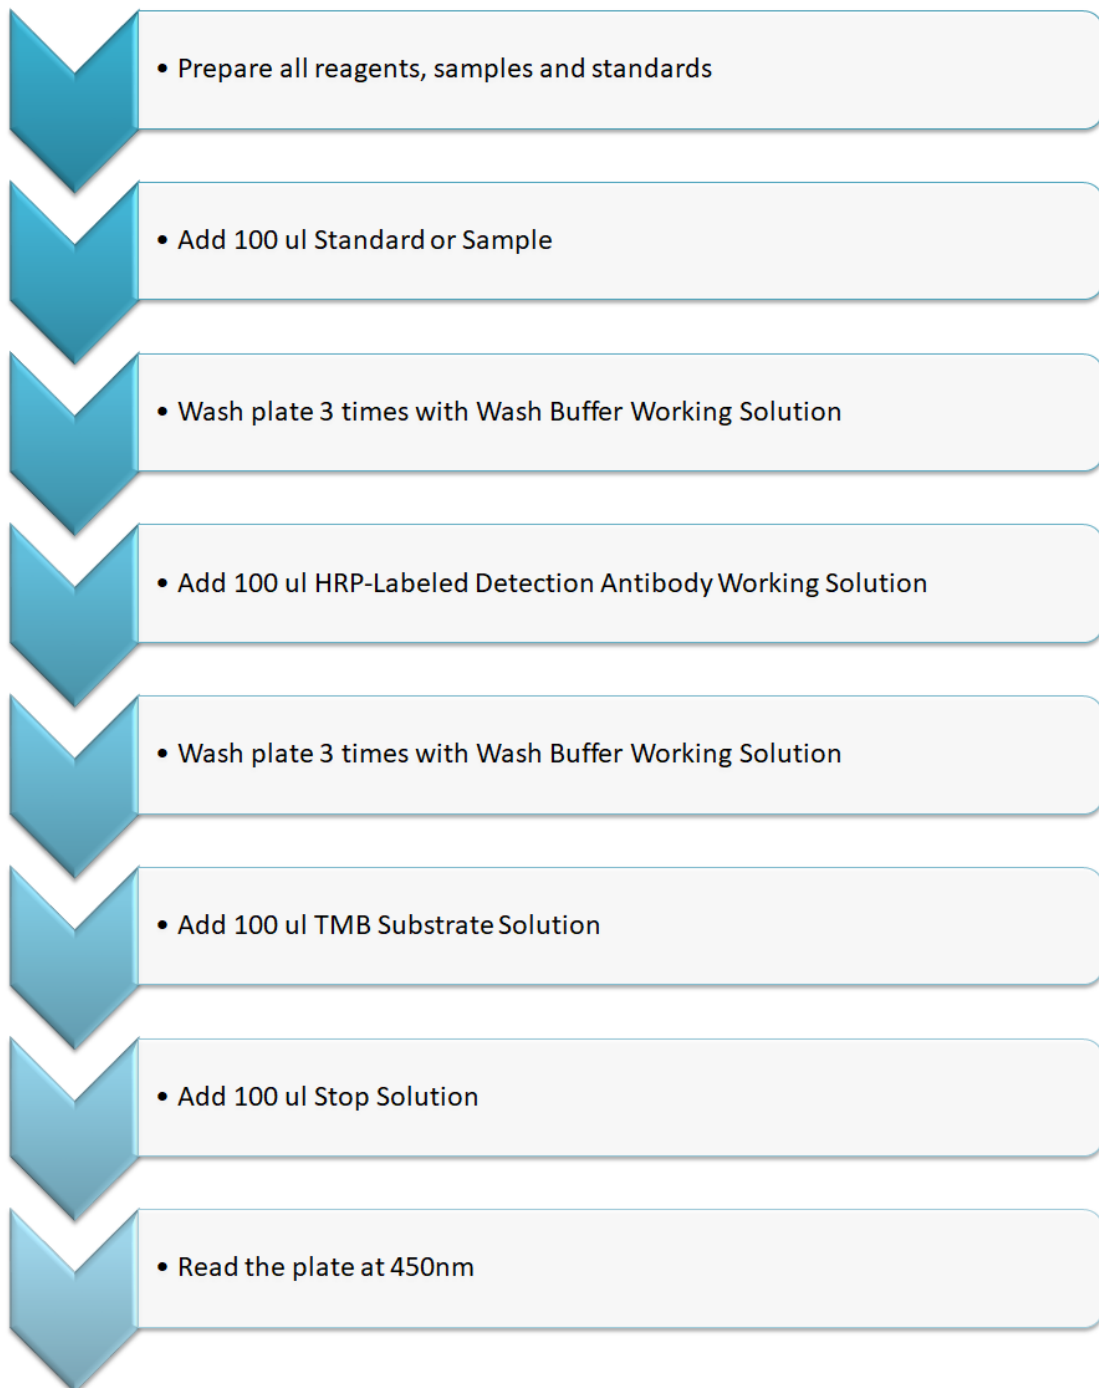 • Prepare all reagents, samples and standards
• Add 100 ul Standard or Sample
• Wash plate 3 times with Wash Buffer Working Solution
• Add 100 ul HRP-Labeled Detection Antibody Working Solution
• Wash plate 3 times with Wash Buffer Working Solution
• Add 100 ul TMB Substrate Solution
• Add 100 ul Stop Solution
• Read the plate at 450nm